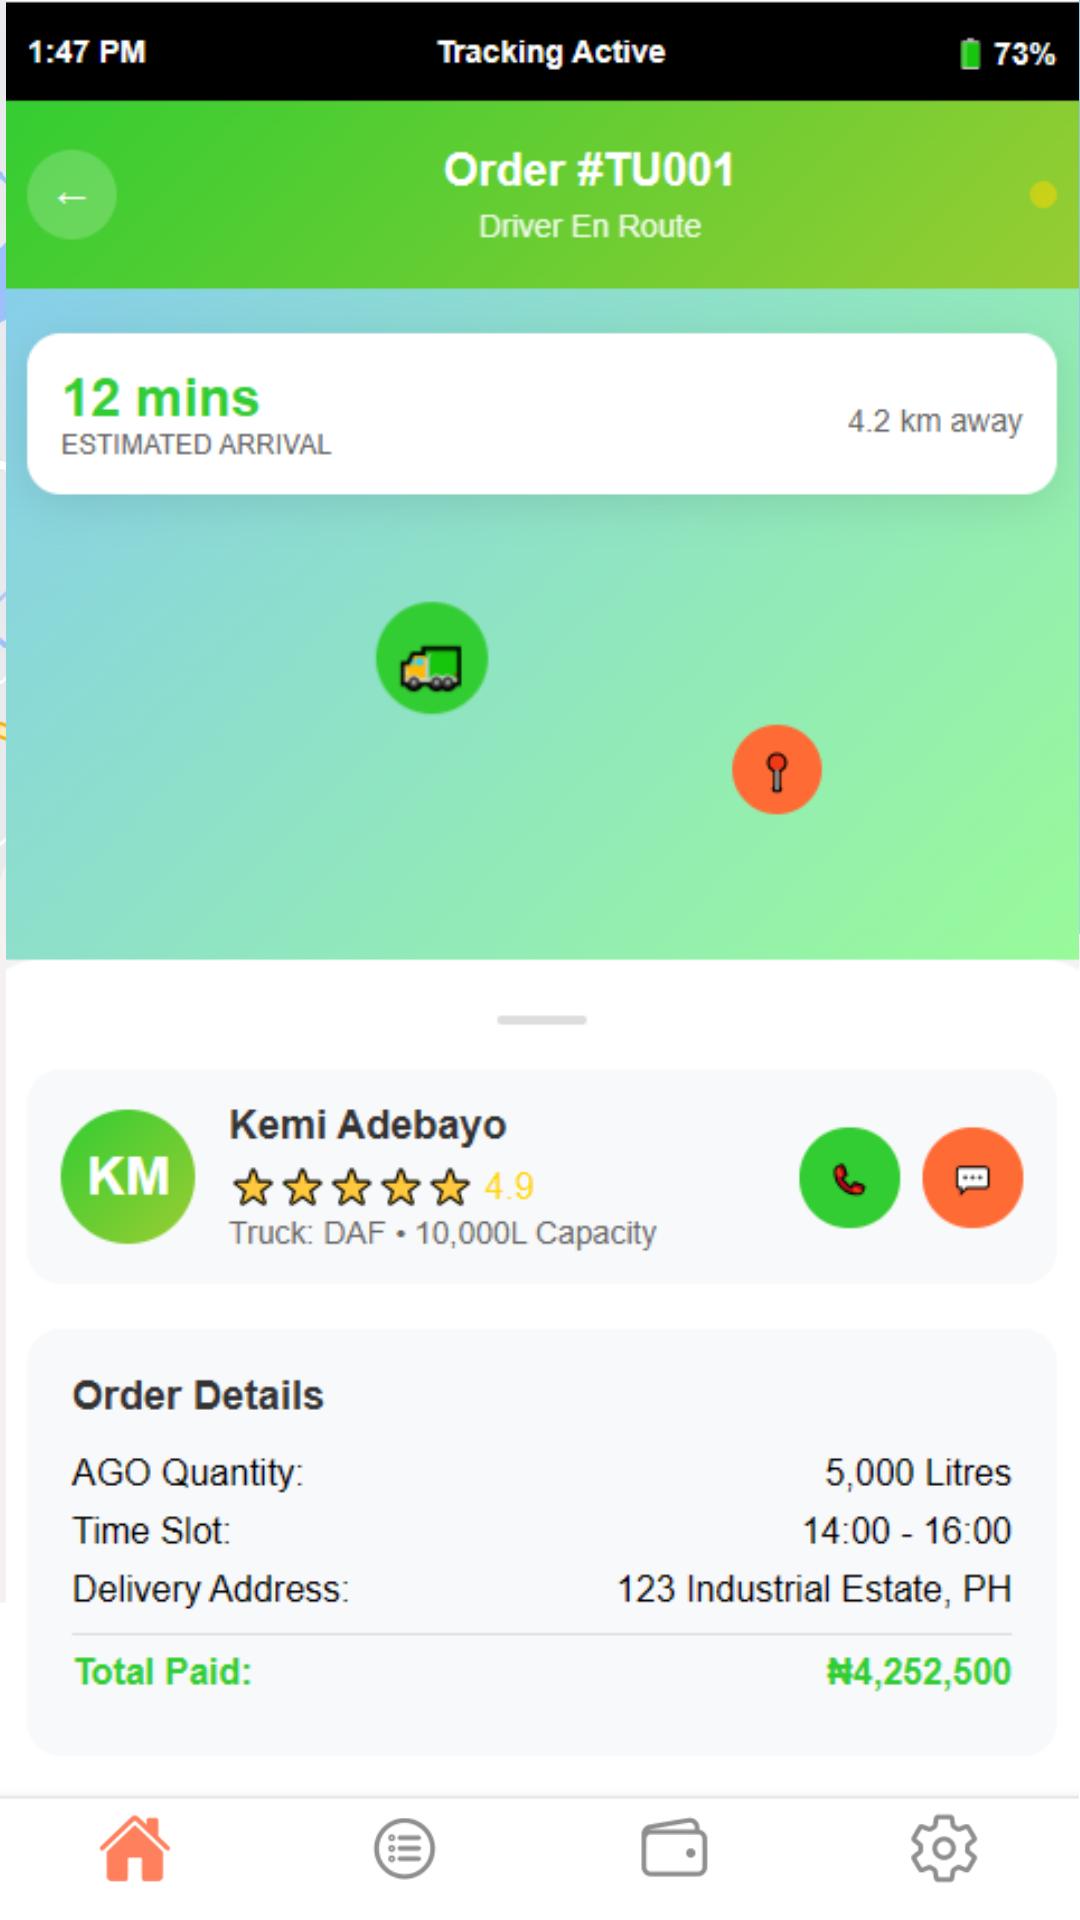 1:47 PM Tracking Active 73%
←
Order #TU001
Driver En Route
12 mins
ESTIMATED ARRIVAL
4.2 km away
KM
Kemi Adebayo
4.9
Truck: DAF • 10,000L Capacity
Order Details
AGO Quantity: 5,000 Litres
Time Slot: 14:00 - 16:00
Delivery Address: 123 Industrial Estate, PH
Total Paid: ₦4,252,500